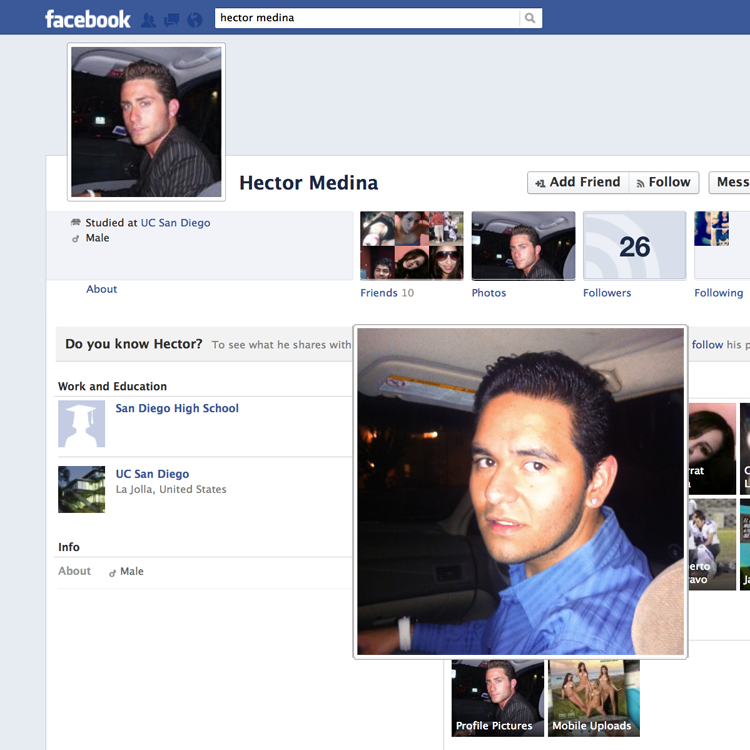 facebook
hector medina
Hector Medina
Add Friend
Follow
Mess
Studied at UC San Diego
Male
About
Friends 10
Photos
26
Followers
Following
Do you know Hector? To see what he shares with
follow his p
Work and Education
San Diego High School
UC San Diego
La Jolla, United States
Info
About
Male
rrat
a
C
L
erto
avo
Ja
Profile Pictures
Mobile Uploads